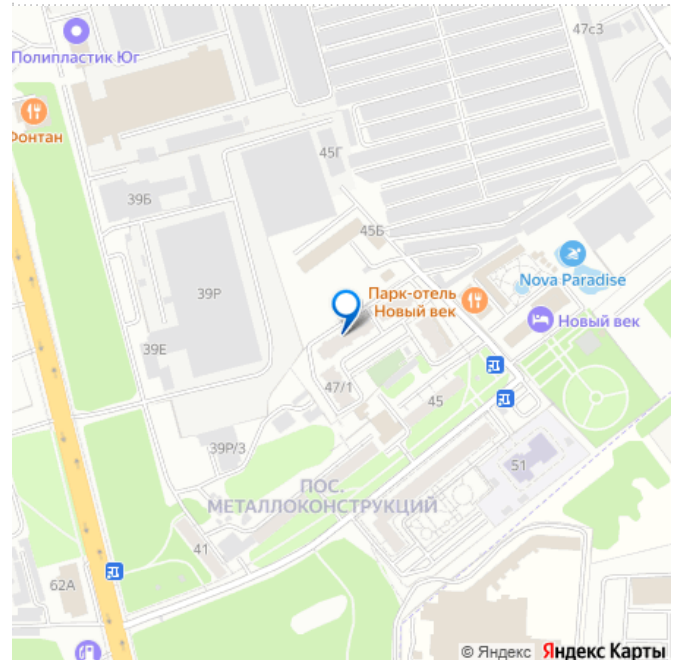 47с3
Полипластик Юг
Фонтан
45Г
39Б
45Б
39Р
Парк-отель
Новый век
Nova Paradise
Новый век
39Е
47/1
45
39Р/3
51
ПОС.
МЕТАЛЛОКОНСТРУКЦИЙ
41
62А
© Яндекс Яндекс Карты